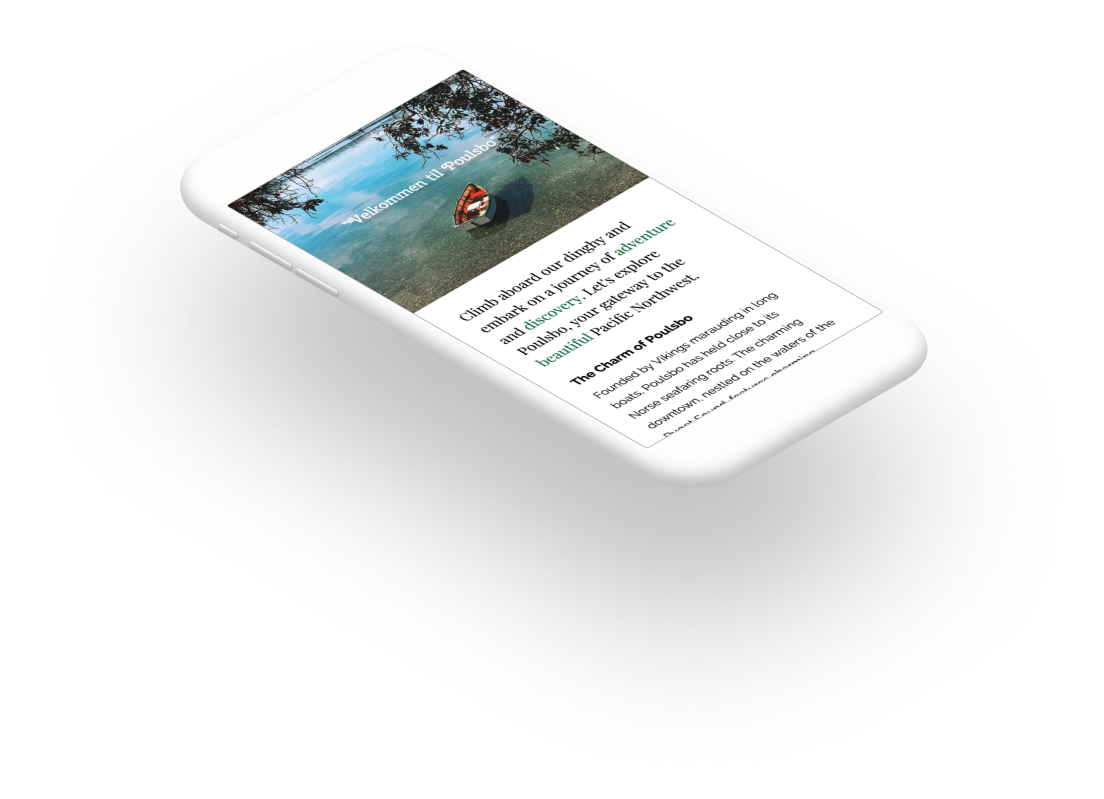 "Velkommen til Poulsbo"
Climb aboard our dinghy and
embark on a journey of adventure
and discovery. Let's explore
Poulsbo, your gateway to the
beautiful Pacific Northwest.
The Charm of Poulsbo
Founded by Vikings marauding in long
boats, Poulsbo has held close to its
Norse seafaring roots. The charming
downtown, nestled on the waters of the